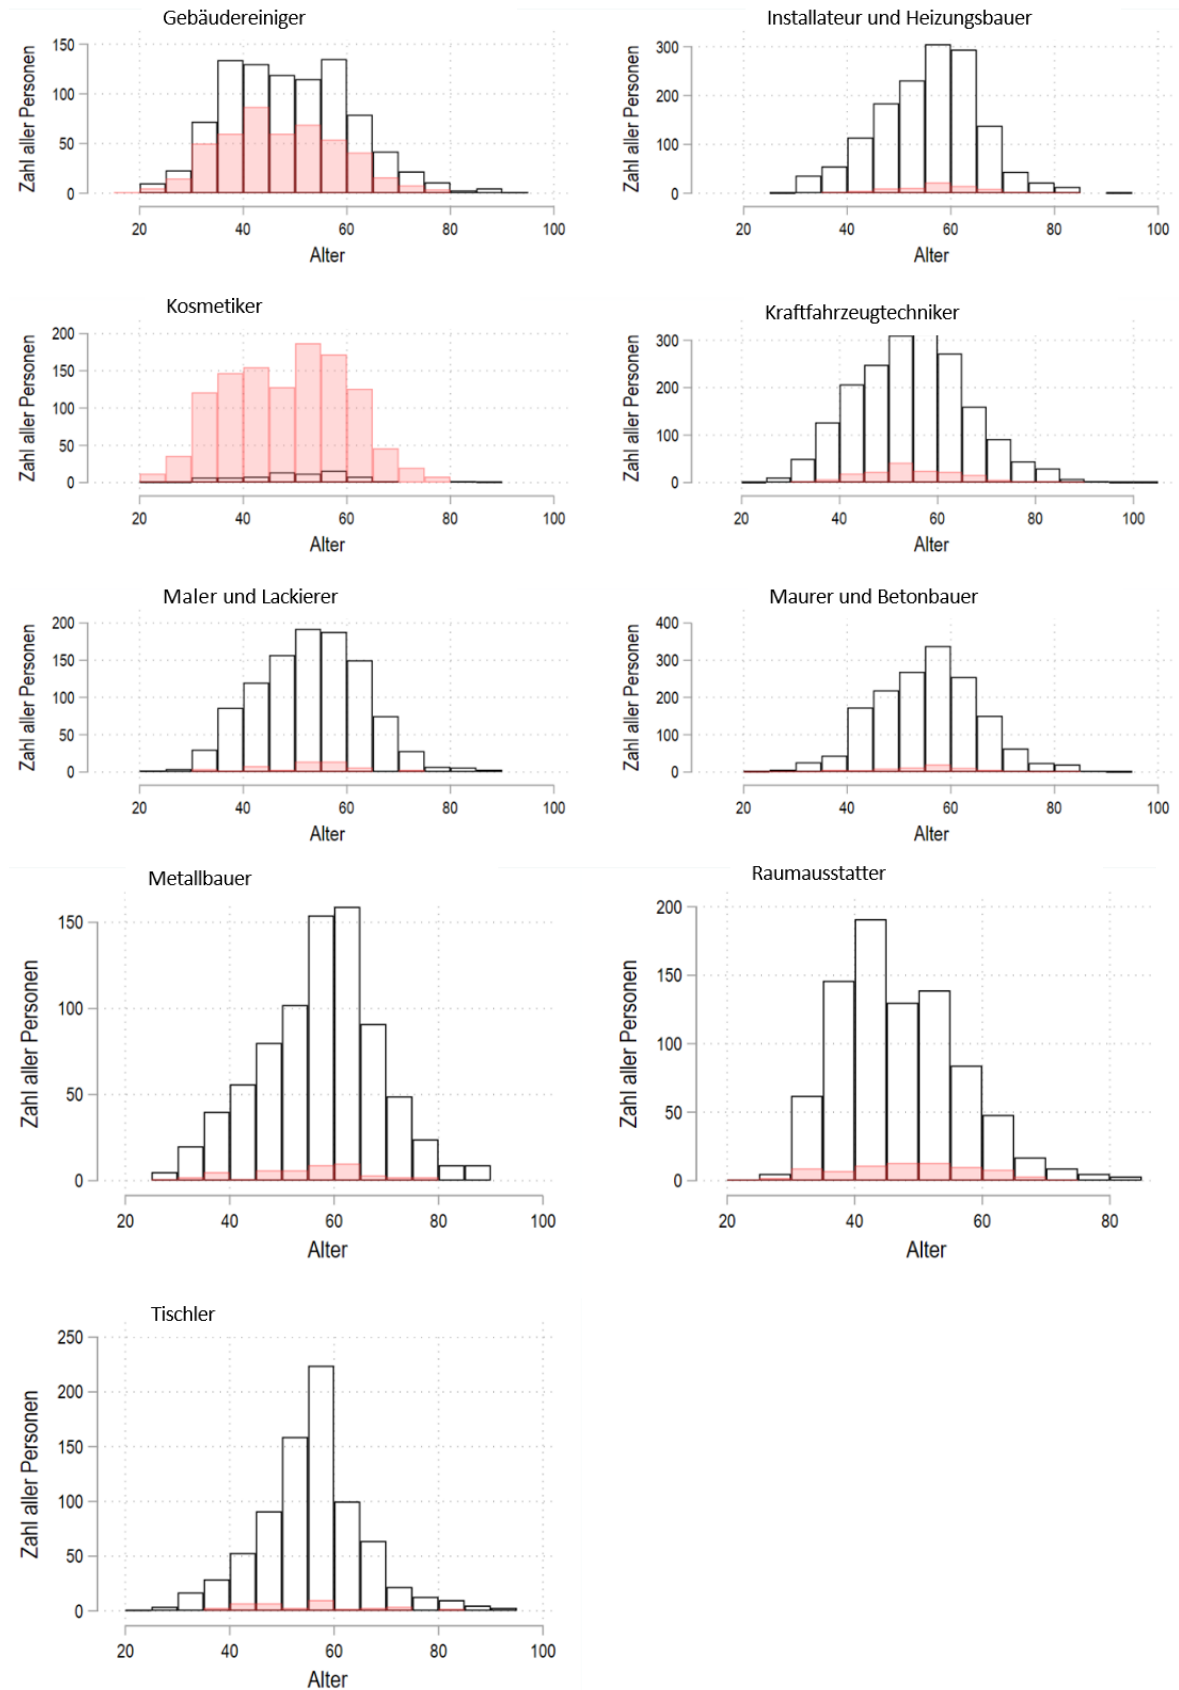 Gebäudereiniger
Zahl aller Personen
150
100
50
0
20 40 60 80 100
Alter
Installateur und Heizungsbauer
Zahl aller Personen
300
200
100
0
20 40 60 80 100
Alter
Kosmetiker
Zahl aller Personen
200
150
100
50
0
20 40 60 80 100
Alter
Kraftfahrzeugtechniker
Zahl aller Personen
300
200
100
0
20 40 60 80 100
Alter
Maler und Lackierer
Zahl aller Personen
200
150
100
50
0
20 40 60 80 100
Alter
Maurer und Betonbauer
Zahl aller Personen
400
300
200
100
0
20 40 60 80 100
Alter
Metallbauer
Zahl aller Personen
150
100
50
0
20 40 60 80 100
Alter
Raumausstatter
Zahl aller Personen
200
150
100
50
0
20 40 60 80
Alter
Tischler
Zahl aller Personen
250
200
150
100
50
0
20 40 60 80 100
Alter